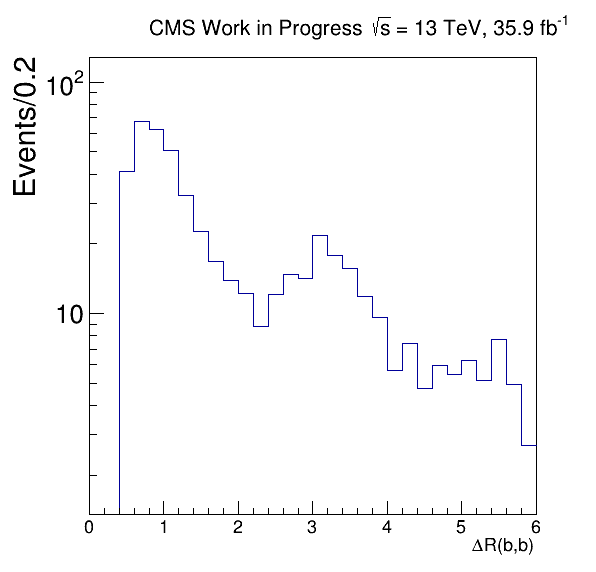 CMS Work in Progress √s = 13 TeV, 35.9 fb⁻¹
Events/0.2
10²
10
0 1 2 3 4 5 6
ΔR(b,b)